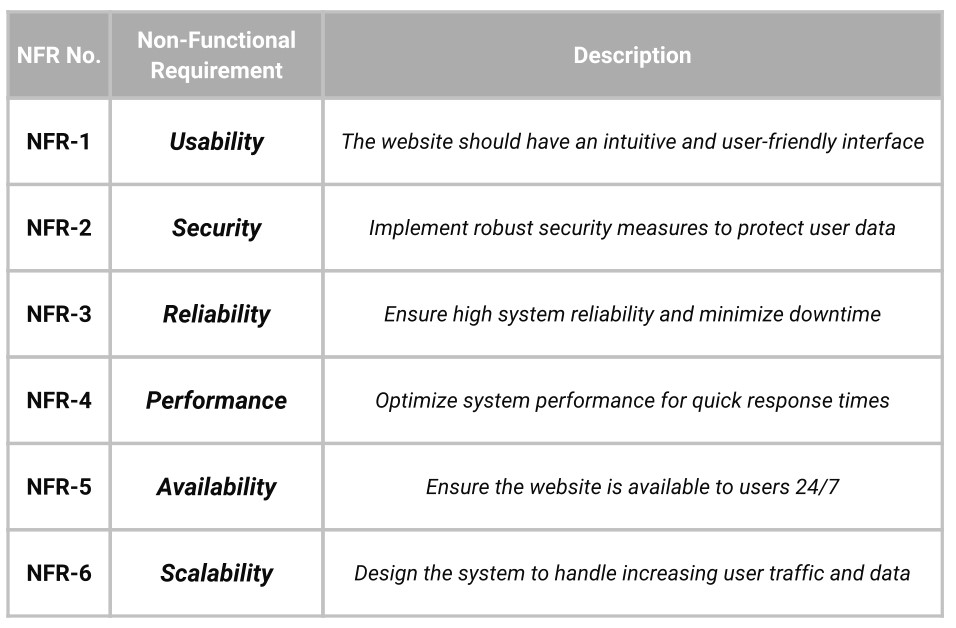 NFR No.
Non-Functional
Requirement
Description
NFR-1
Usability
The website should have an intuitive and user-friendly interface
NFR-2
Security
Implement robust security measures to protect user data
NFR-3
Reliability
Ensure high system reliability and minimize downtime
NFR-4
Performance
Optimize system performance for quick response times
NFR-5
Availability
Ensure the website is available to users 24/7
NFR-6
Scalability
Design the system to handle increasing user traffic and data